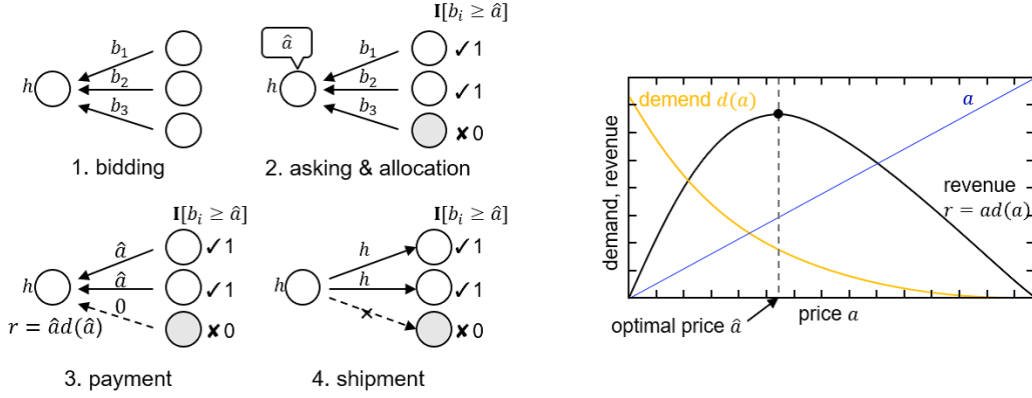 I[b_i ≥ â]
â
h
b_1
b_2
b_3
1. bidding
h
b_1
b_2
b_3
✓1
✓1
✘0
2. asking & allocation
I[b_i ≥ â]
h
â
â
0
✓1
✓1
✘0
r = âd(â)
3. payment
I[b_i ≥ â]
h
h
h
✓1
✓1
✘0
4. shipment
demand, revenue
demend d(a)
a
revenue
r = ad(a)
optimal price â
price a